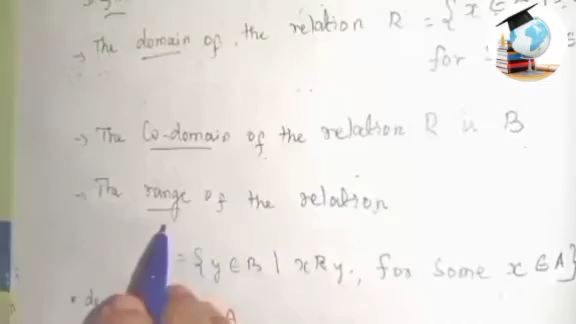 → The domain of the relation R = { x ∈
for
→ The Co-domain of the relation R is B
→ The range of the relation
= { y ∈ B | x R y, for some x ∈ A }